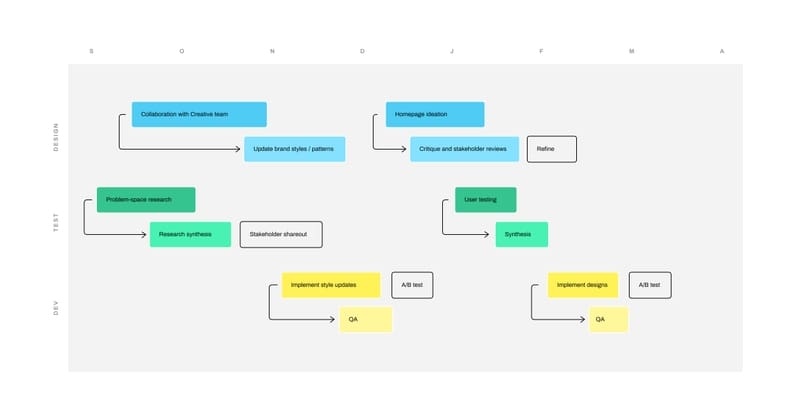 S O N D J F M A
DESIGN
Collaboration with Creative team
Homepage ideation
Update brand styles / patterns
Critique and stakeholder reviews
Refine
TEST
Problem-space research
User testing
Research synthesis
Stakeholder shareout
Synthesis
DEV
Implement style updates
A/B test
Implement designs
A/B test
QA
QA